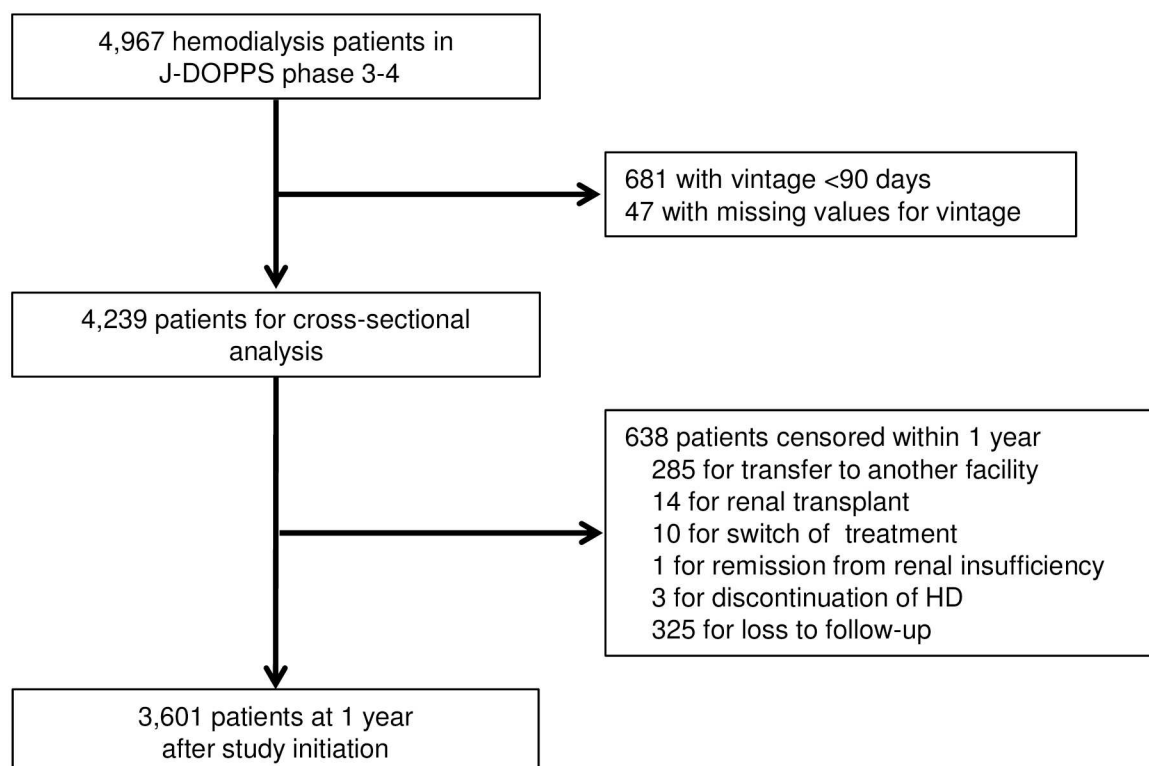 4,967 hemodialysis patients in
J-DOPPS phase 3-4
681 with vintage <90 days
47 with missing values for vintage
4,239 patients for cross-sectional
analysis
638 patients censored within 1 year
285 for transfer to another facility
14 for renal transplant
10 for switch of treatment
1 for remission from renal insufficiency
3 for discontinuation of HD
325 for loss to follow-up
3,601 patients at 1 year
after study initiation